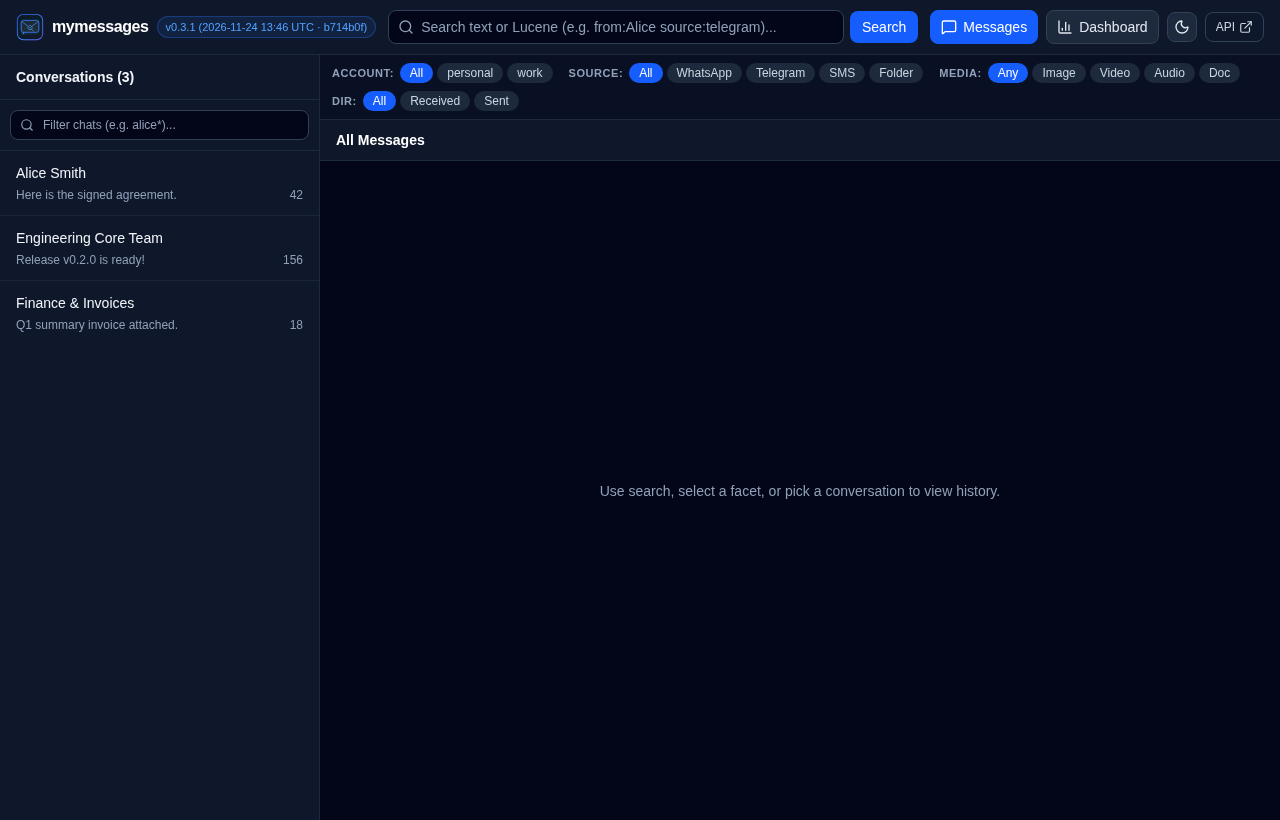 mymessages v0.3.1 (2026-11-24 13:46 UTC · b714b0f) Search text or Lucene (e.g. from:Alice source:telegram)... Search Messages Dashboard API
Conversations (3)
Filter chats (e.g. alice*)...
Alice Smith
Here is the signed agreement. 42
Engineering Core Team
Release v0.2.0 is ready! 156
Finance & Invoices
Q1 summary invoice attached. 18
ACCOUNT: All personal work SOURCE: All WhatsApp Telegram SMS Folder MEDIA: Any Image Video Audio Doc
DIR: All Received Sent
All Messages
Use search, select a facet, or pick a conversation to view history.